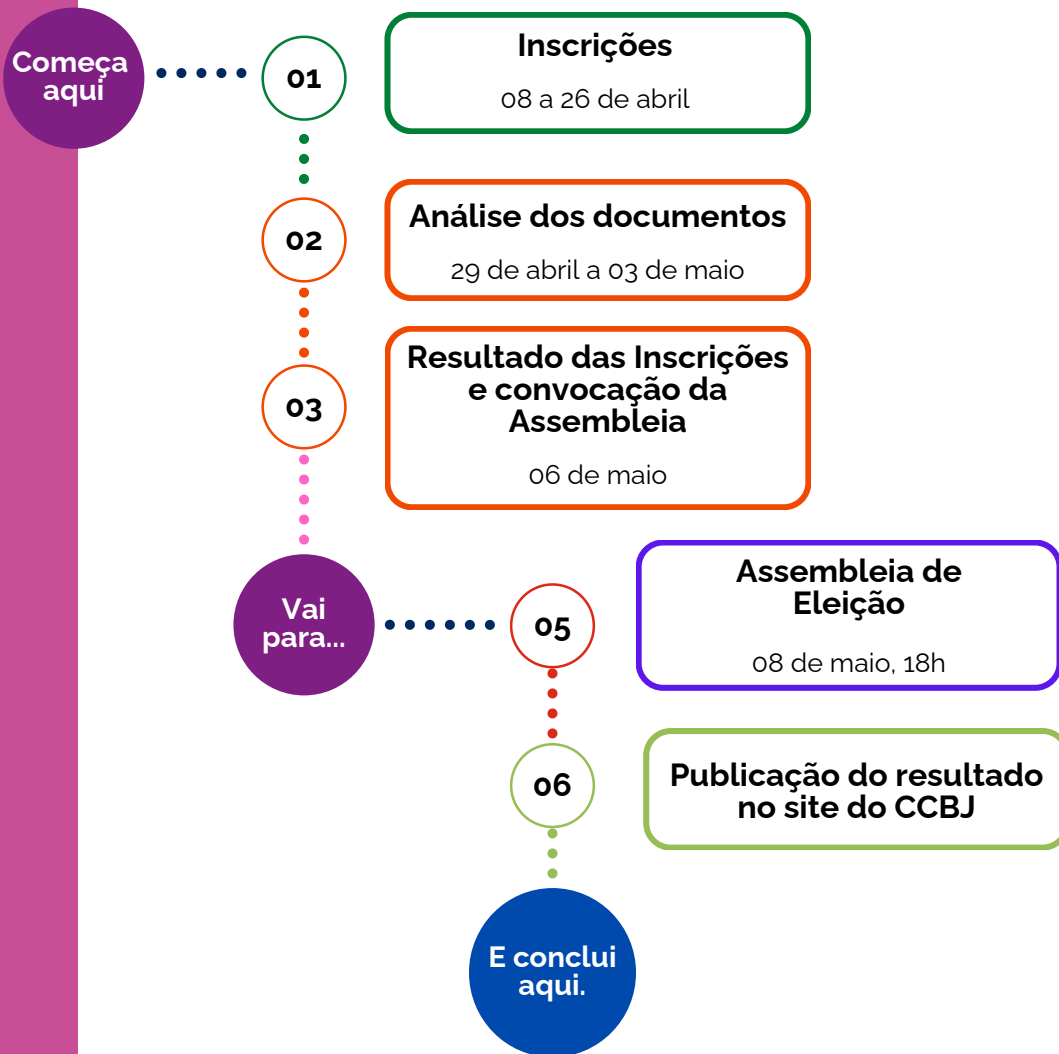 Começa
aqui
01
Inscrições
08 a 26 de abril
02
Análise dos documentos
29 de abril a 03 de maio
03
Resultado das Inscrições
e convocação da
Assembleia
06 de maio
Vai
para...
05
Assembleia de
Eleição
08 de maio, 18h
06
Publicação do resultado
no site do CCBJ
E conclui
aqui.